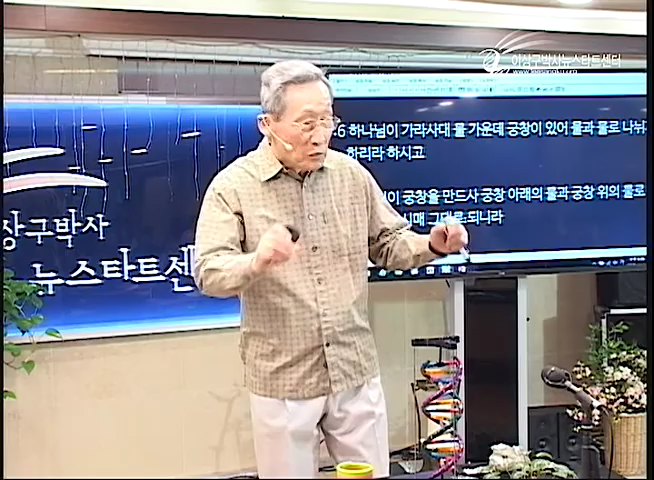 이상구박사뉴스타트센터
6 하나님이 가라사대 물 가운데 궁창이 있어 물과 물로 나뉘
하리라 하시고
이 궁창을 만드사 궁창 아래의 물과 궁창 위의 물로
시매 그대로 되니라
상구박사
뉴스타트센